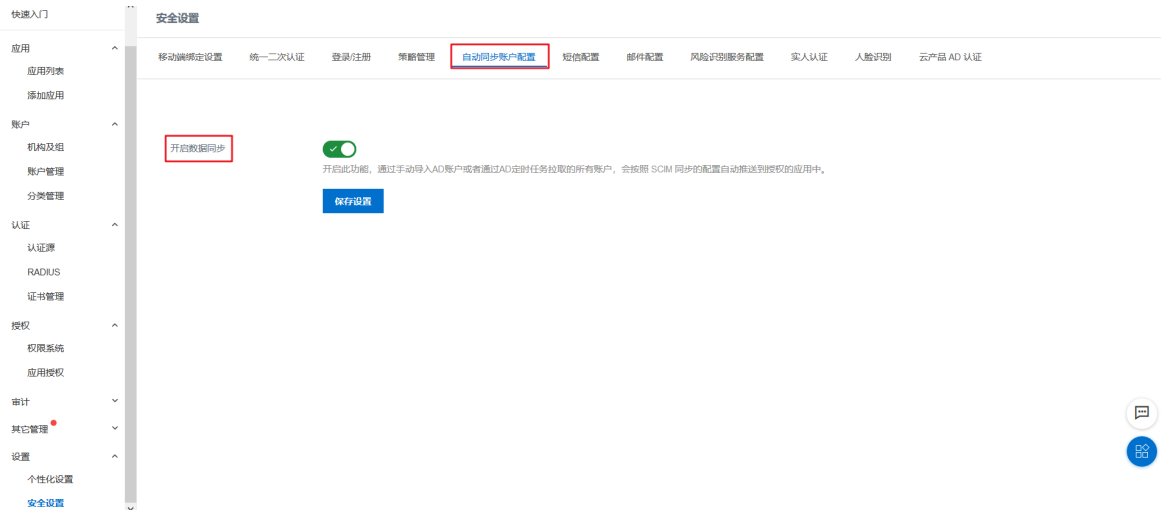 快速入门
应用
应用列表
添加应用
账户
机构及组
账户管理
分类管理
认证
认证源
RADIUS
证书管理
授权
权限系统
应用授权
审计
其它管理
设置
个性化设置
安全设置
安全设置
移动端绑定设置 统一二次认证 登录/注册 策略管理 自动同步账户配置 短信配置 邮件配置 风险识别服务配置 实人认证 人脸识别 云产品 AD 认证
开启数据同步
开启此功能，通过手动导入AD账户或者通过AD定时任务拉取的所有账户，会按照 SCIM 同步的配置自动推送到授权的应用中。
保存设置